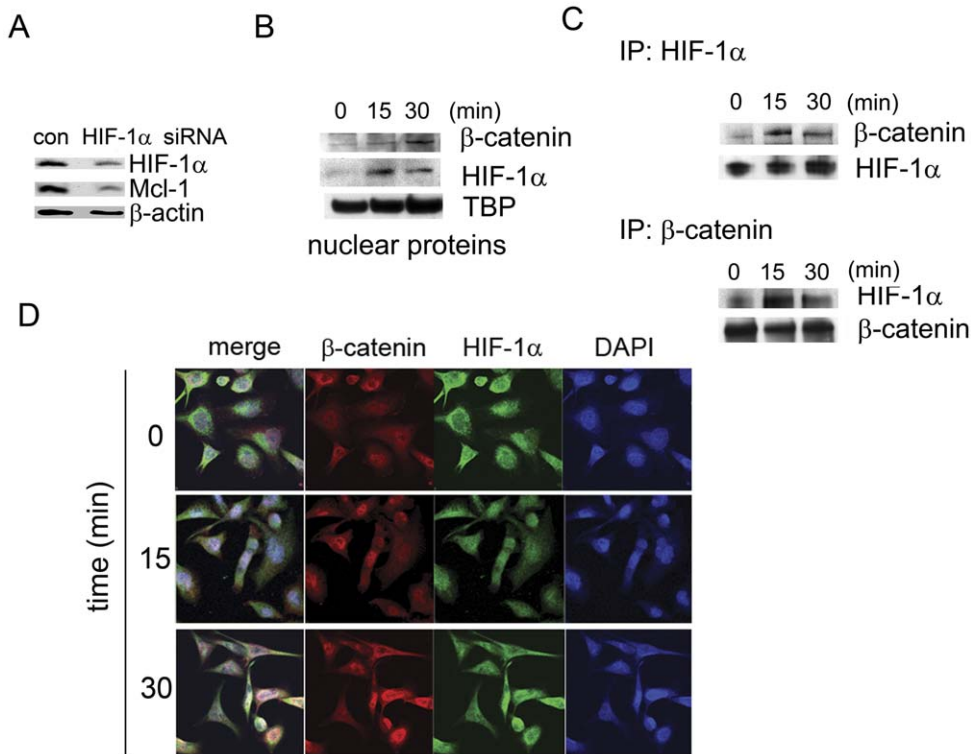 A
con HIF-1α siRNA
HIF-1α
Mcl-1
β-actin
B
0 15 30 (min)
β-catenin
HIF-1α
TBP
nuclear proteins
C
IP: HIF-1α
0 15 30 (min)
β-catenin
HIF-1α
IP: β-catenin
0 15 30 (min)
HIF-1α
β-catenin
D
merge β-catenin HIF-1α DAPI
time (min)
0
15
30